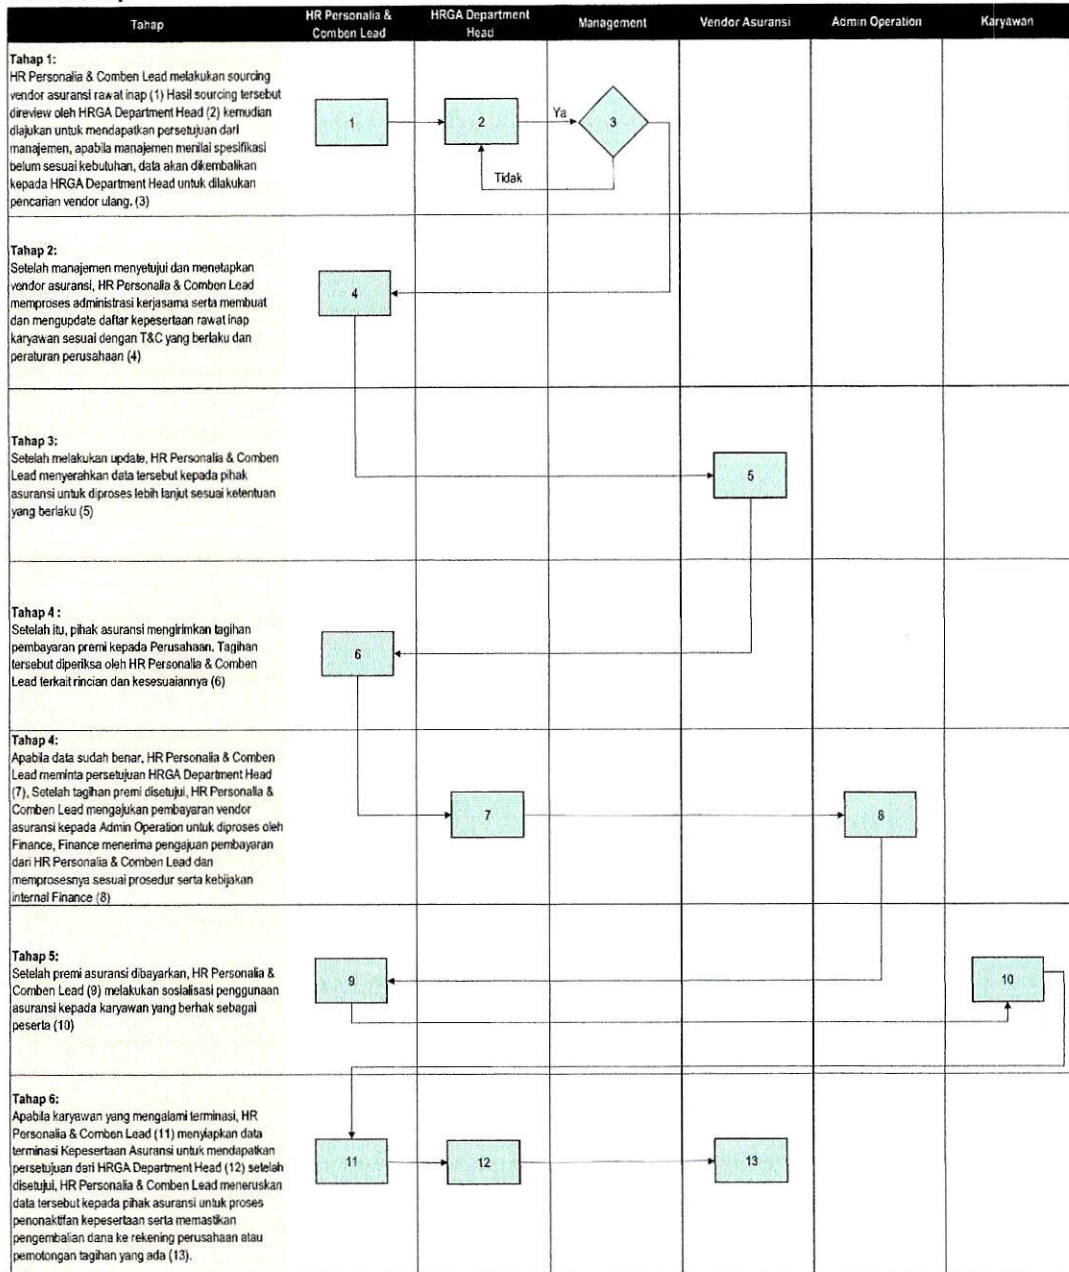 Tahap
HR Personalia &
Comben Lead
HRGA Department
Head
Management
Vendor Asuransi
Admin Operation
Karyawan
Tahap 1:
HR Personalia & Comben Lead melakukan sourcing
vendor asuransi rawat inap (1) Hasil sourcing tersebut
direview oleh HRGA Department Head (2) kemudian
diajukan untuk mendapatkan persetujuan dari
manajemen, apabila manajemen menilai spesifikasi
belum sesuai kebutuhan, data akan dikembalikan
kepada HRGA Department Head untuk dilakukan
pencarian vendor ulang. (3)
1
2
Ya
3
Tidak
Tahap 2:
Setelah manajemen menyetujui dan menetapkan
vendor asuransi, HR Personalia & Comben Lead
memproses administrasi kerjasama serta membuat
dan mengupdate daftar kepesertaan rawat inap
karyawan sesuai dengan T&C yang berlaku dan
peraturan perusahaan (4)
4
Tahap 3:
Setelah melakukan update, HR Personalia & Comben
Lead menyerahkan data tersebut kepada pihak
asuransi untuk diproses lebih lanjut sesuai ketentuan
yang berlaku (5)
5
Tahap 4 :
Setelah itu, pihak asuransi mengirimkan tagihan
pembayaran premi kepada Perusahaan. Tagihan
tersebut diperiksa oleh HR Personalia & Comben
Lead terkait rincian dan kesesuaiannya (6)
6
Tahap 4:
Apabila data sudah benar, HR Personalia & Comben
Lead meminta persetujuan HRGA Department Head
(7), Setelah tagihan premi disetujui, HR Personalia &
Comben Lead mengajukan pembayaran vendor
asuransi kepada Admin Operation untuk diproses oleh
Finance, Finance menerima pengajuan pembayaran
dari HR Personalia & Comben Lead dan
memprosesnya sesuai prosedur serta kebijakan
internal Finance (8)
7
8
Tahap 5:
Setelah premi asuransi dibayarkan, HR Personalia &
Comben Lead (9) melakukan sosialisasi penggunaan
asuransi kepada karyawan yang berhak sebagai
peserta (10)
9
10
Tahap 6:
Apabila karyawan yang mengalami terminasi, HR
Personalia & Comben Lead (11) menyiapkan data
terminasi Kepesertaan Asuransi untuk mendapatkan
persetujuan dari HRGA Department Head (12) setelah
disetujui, HR Personalia & Comben Lead meneruskan
data tersebut kepada pihak asuransi untuk proses
penonaktifan kepesertaan serta memastikan
pengembalian dana ke rekening perusahaan atau
pemotongan tagihan yang ada (13).
11
12
13